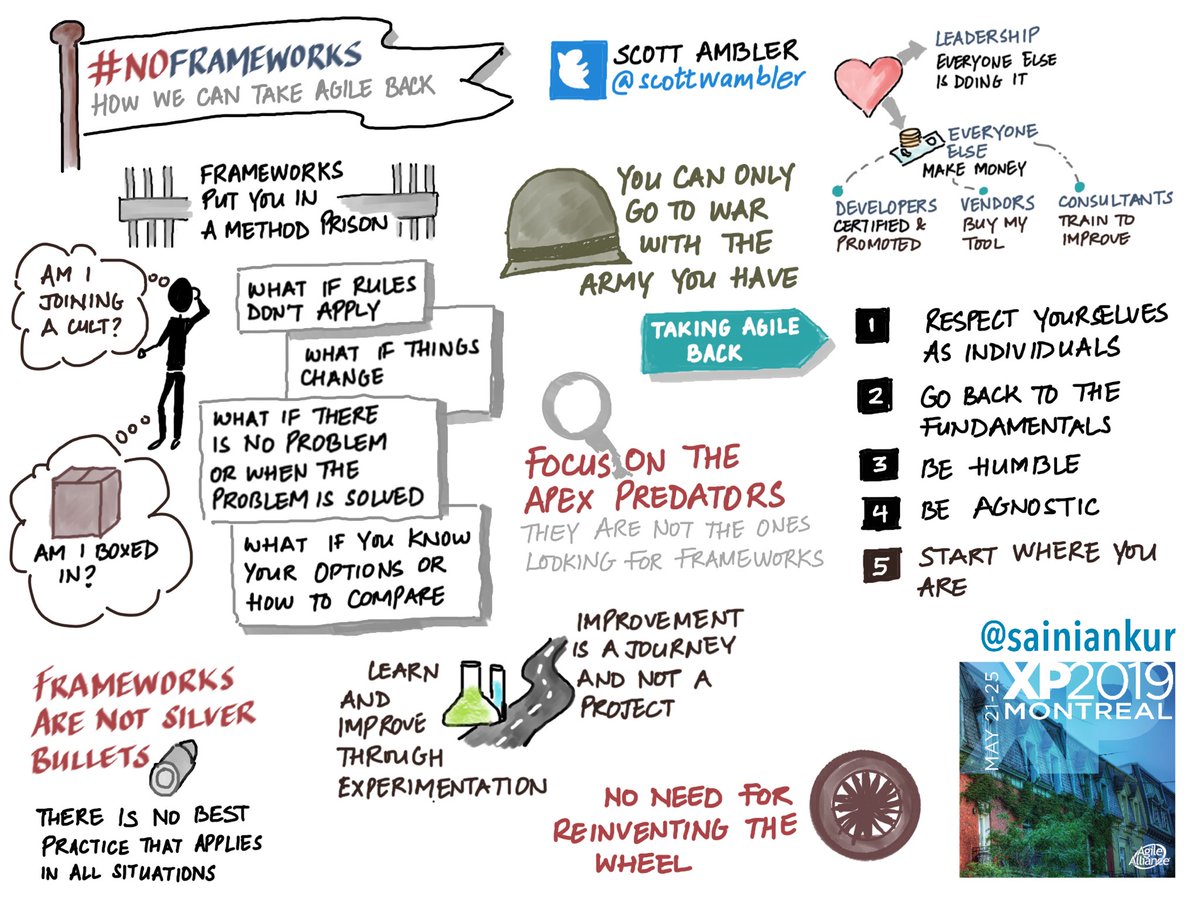 #NOFRAMEWORKS
HOW WE CAN TAKE AGILE BACK
SCOTT AMBLER
@scottwambler
LEADERSHIP
EVERYONE ELSE
IS DOING IT
EVERYONE
ELSE
MAKE MONEY
DEVELOPERS
CERTIFIED &
PROMOTED
VENDORS
BUY MY
TOOL
CONSULTANTS
TRAIN TO
IMPROVE
FRAMEWORKS
PUT YOU IN
A METHOD PRISON
YOU CAN ONLY
GO TO WAR
WITH THE
ARMY YOU HAVE
AM I
JOINING
A CULT?
AM I BOXED
IN?
WHAT IF RULES
DON'T APPLY
WHAT IF THINGS
CHANGE
WHAT IF THERE
IS NO PROBLEM
OR WHEN THE
PROBLEM IS SOLVED
WHAT IF YOU KNOW
YOUR OPTIONS OR
HOW TO COMPARE
TAKING AGILE
BACK
1 RESPECT YOURSELVES
AS INDIVIDUALS
2 GO BACK TO THE
FUNDAMENTALS
3 BE HUMBLE
4 BE AGNOSTIC
5 START WHERE YOU
ARE
FOCUS ON THE
APEX PREDATORS
THEY ARE NOT THE ONES
LOOKING FOR FRAMEWORKS
FRAMEWORKS
ARE NOT SILVER
BULLETS
THERE IS NO BEST
PRACTICE THAT APPLIES
IN ALL SITUATIONS
LEARN
AND
IMPROVE
THROUGH
EXPERIMENTATION
IMPROVEMENT
IS A JOURNEY
AND NOT A
PROJECT
NO NEED FOR
REINVENTING THE
WHEEL
@sainiankur
MAY 21-25
XP2019
MONTREAL
Agile
Alliance